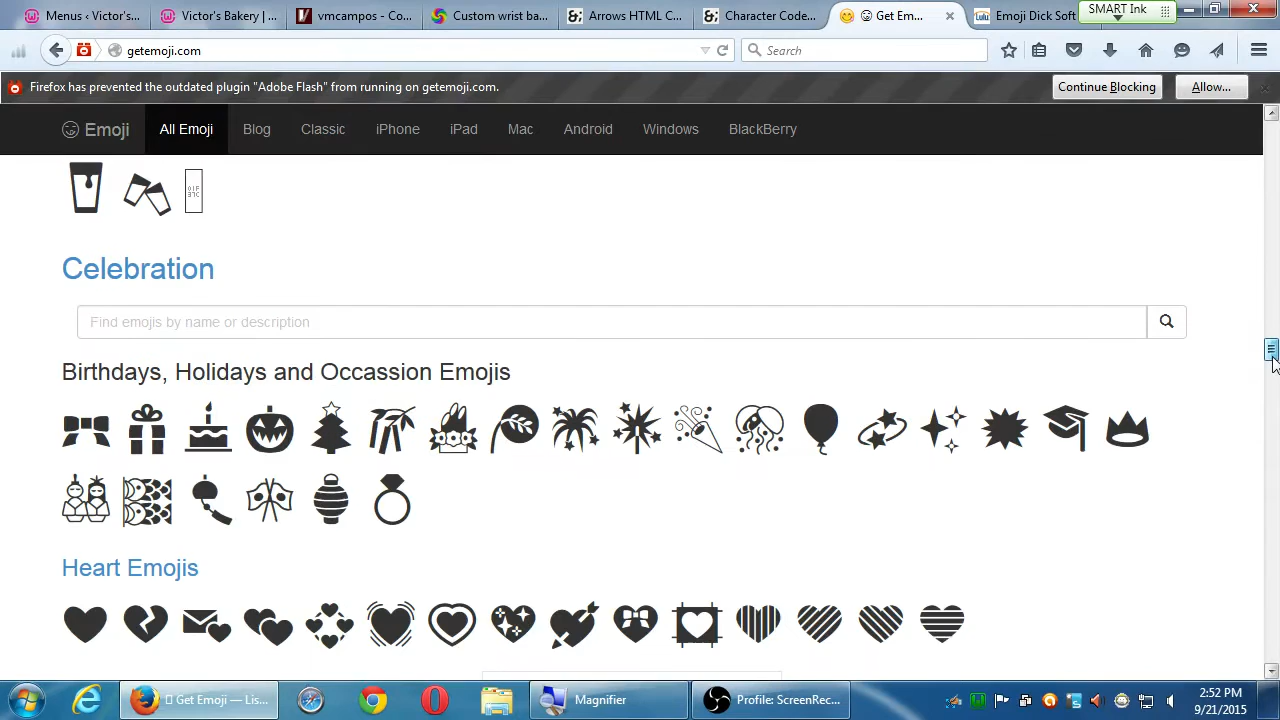 Menus ‹ Victor's...
Victor's Bakery | ...
vmcampos - Co...
Custom wrist ba...
Arrows HTML C...
Character Code...
Get Em...
Emoji Dick Soft
SMART Ink
getemoji.com
Search
Firefox has prevented the outdated plugin "Adobe Flash" from running on getemoji.com.
Continue Blocking
Allow...
Emoji
All Emoji
Blog
Classic
iPhone
iPad
Mac
Android
Windows
BlackBerry
Celebration
Find emojis by name or description
Birthdays, Holidays and Occassion Emojis
Heart Emojis
Get Emoji — Lis...
Magnifier
Profile: ScreenRec...
2:52 PM
9/21/2015